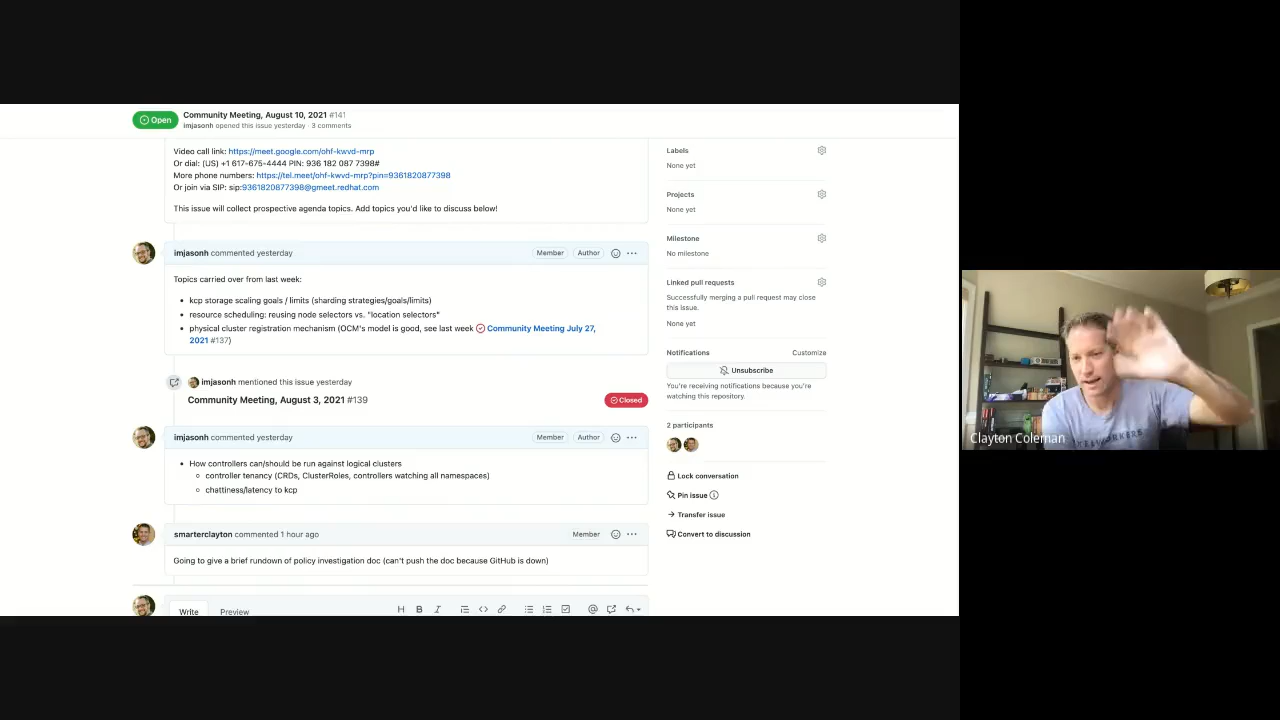 Open
Community Meeting, August 10, 2021 #141
imjasonh opened this issue yesterday · 3 comments
Video call link: https://meet.google.com/ohf-kwvd-mrp
Or dial: (US) +1 617-675-4444 PIN: 936 182 087 7398#
More phone numbers: https://tel.meet/ohf-kwvd-mrp?pin=9361820877398
Or join via SIP: sip:9361820877398@gmeet.redhat.com
This issue will collect prospective agenda topics. Add topics you'd like to discuss below!
imjasonh commented yesterday
Member
Author
Topics carried over from last week:
kcp storage scaling goals / limits (sharding strategies/goals/limits)
resource scheduling: reusing node selectors vs. "location selectors"
physical cluster registration mechanism (OCM's model is good, see last week Community Meeting July 27,
2021 #137)
imjasonh mentioned this issue yesterday
Community Meeting, August 3, 2021 #139
Closed
imjasonh commented yesterday
Member
Author
How controllers can/should be run against logical clusters
controller tenancy (CRDs, ClusterRoles, controllers watching all namespaces)
chattiness/latency to kcp
smarterclayton commented 1 hour ago
Member
Going to give a brief rundown of policy investigation doc (can't push the doc because GitHub is down)
Write
Preview
Labels
None yet
Projects
None yet
Milestone
No milestone
Linked pull requests
Successfully merging a pull request may close
this issue.
None yet
Notifications
Customize
Unsubscribe
You're receiving notifications because you're
watching this repository.
2 participants
Lock conversation
Pin issue
Transfer issue
Convert to discussion
Clayton Coleman